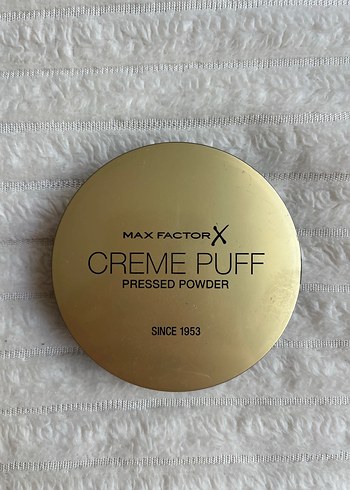 MAX FACTOR X
CREME PUFF
PRESSED POWDER
SINCE 1953